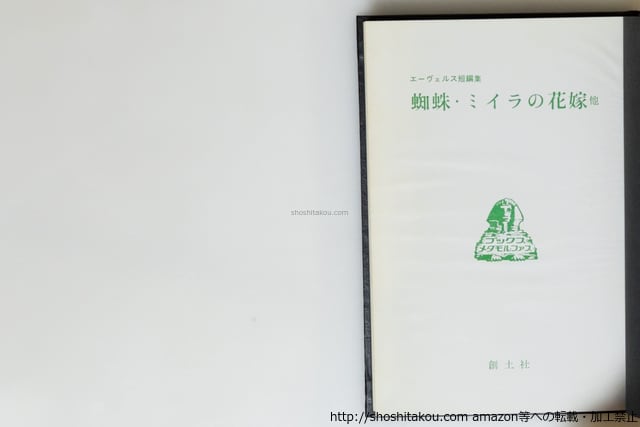 エーヴェルス短編集
蜘蛛・ミイラの花嫁他
shoshitakou.com
ブックス
メタモルファス
創土社
http://shoshitakou.com amazon等への転載・加工禁止